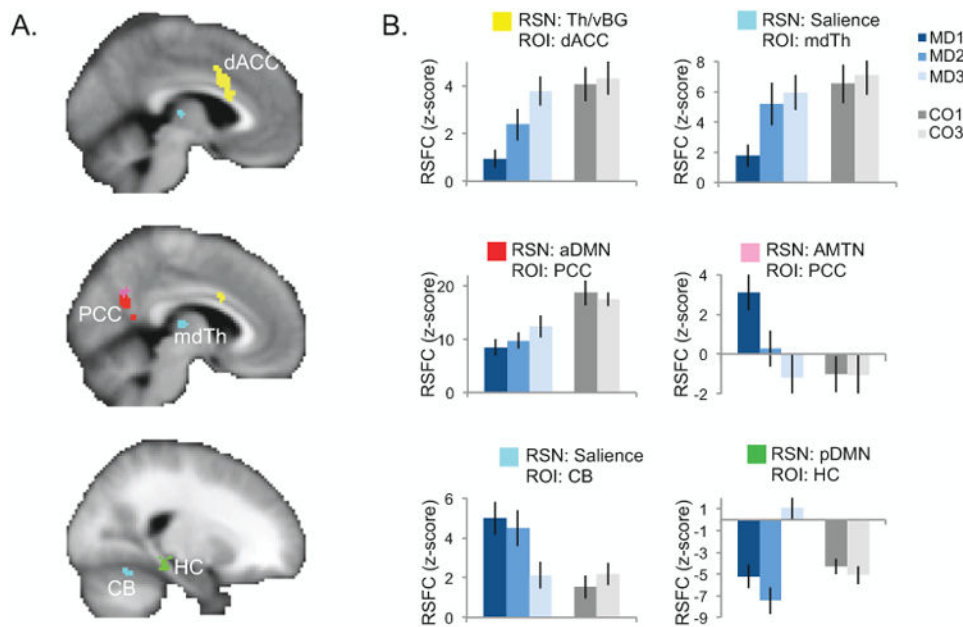 A.
dACC
PCC
mdTh
CB
HC
B.
RSN: Th/vBG
ROI: dACC
RSFC (z-score)
4
2
0
RSN: Salience
ROI: mdTh
RSFC (z-score)
8
6
4
2
0
MD1
MD2
MD3
CO1
CO3
RSN: aDMN
ROI: PCC
RSFC (z-score)
20
10
0
RSN: AMTN
ROI: PCC
RSFC (z-score)
4
2
0
-2
RSN: Salience
ROI: CB
RSFC (z-score)
6
4
2
0
RSN: pDMN
ROI: HC
RSFC (z-score)
1
-1
-3
-5
-7
-9